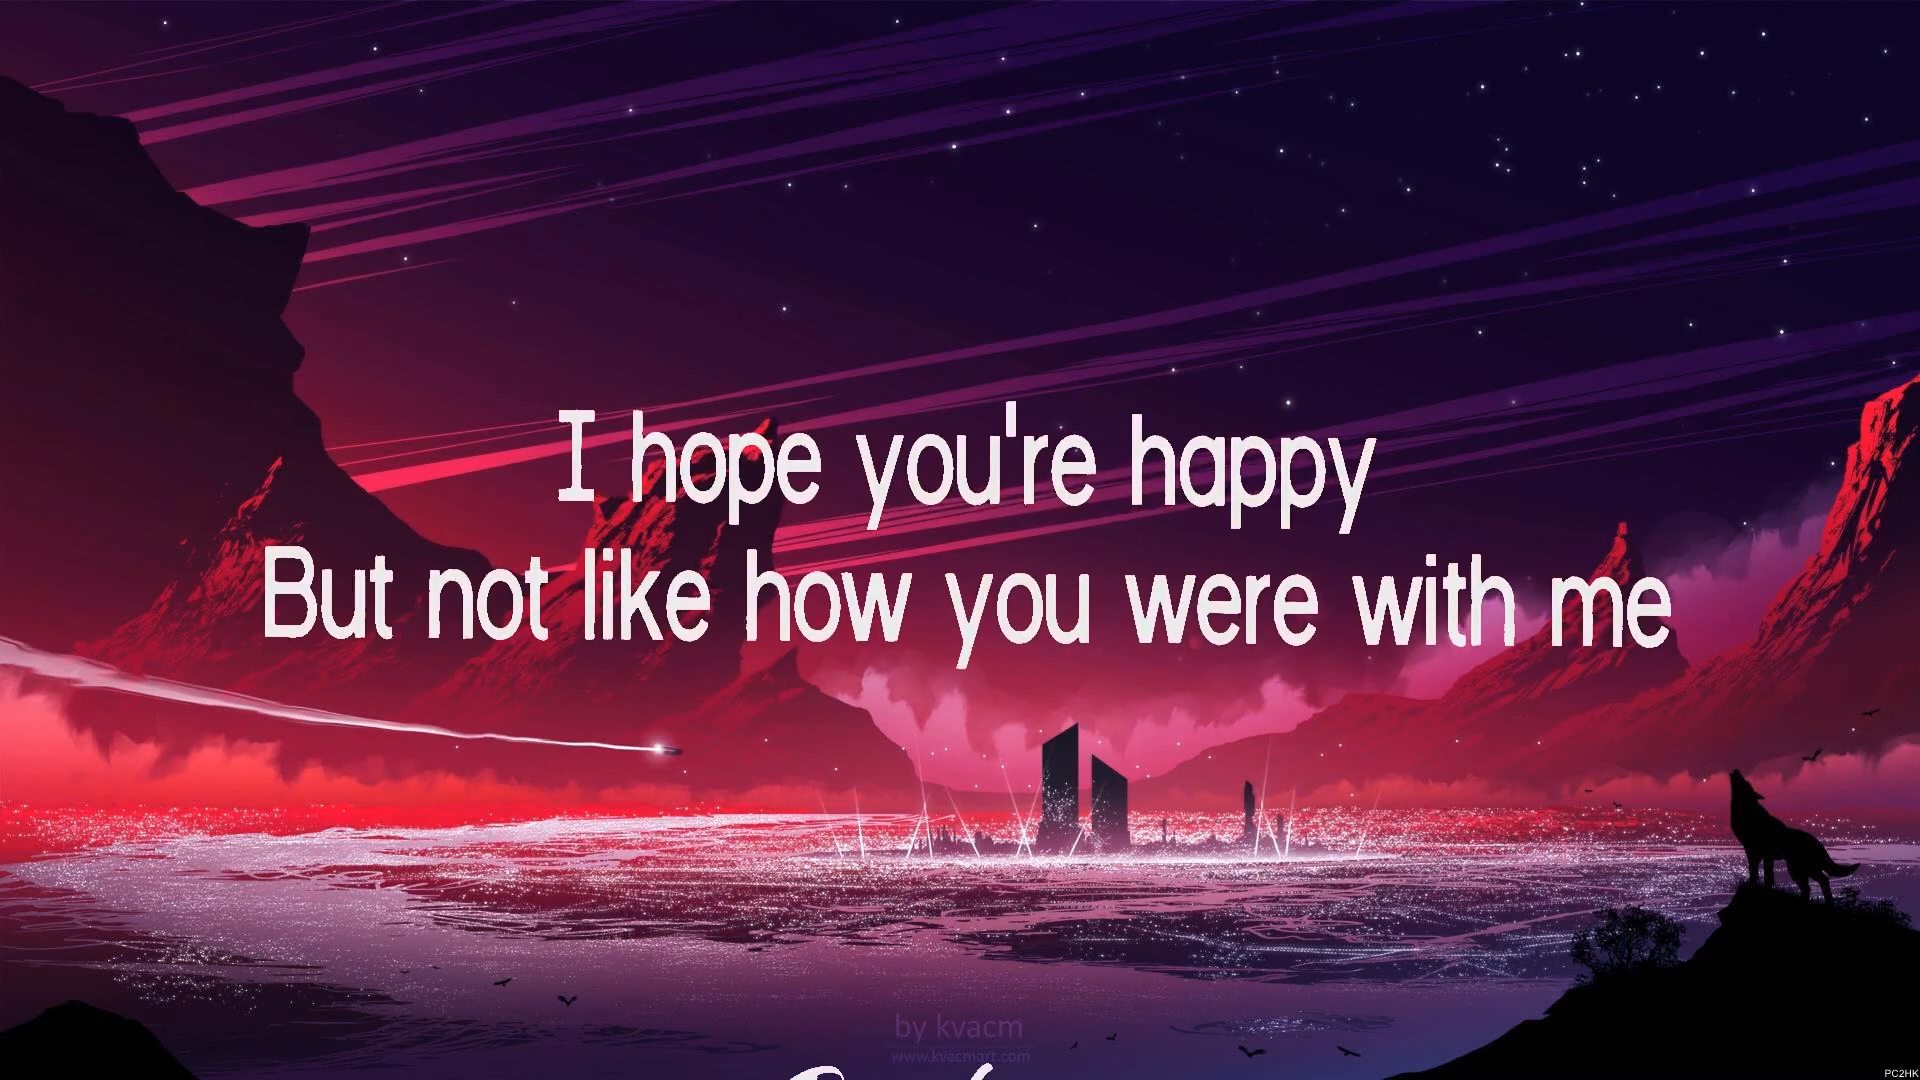 I hope you're happy
But not like how you were with me
by kvacm
www.kvacmart.com
PC2HK